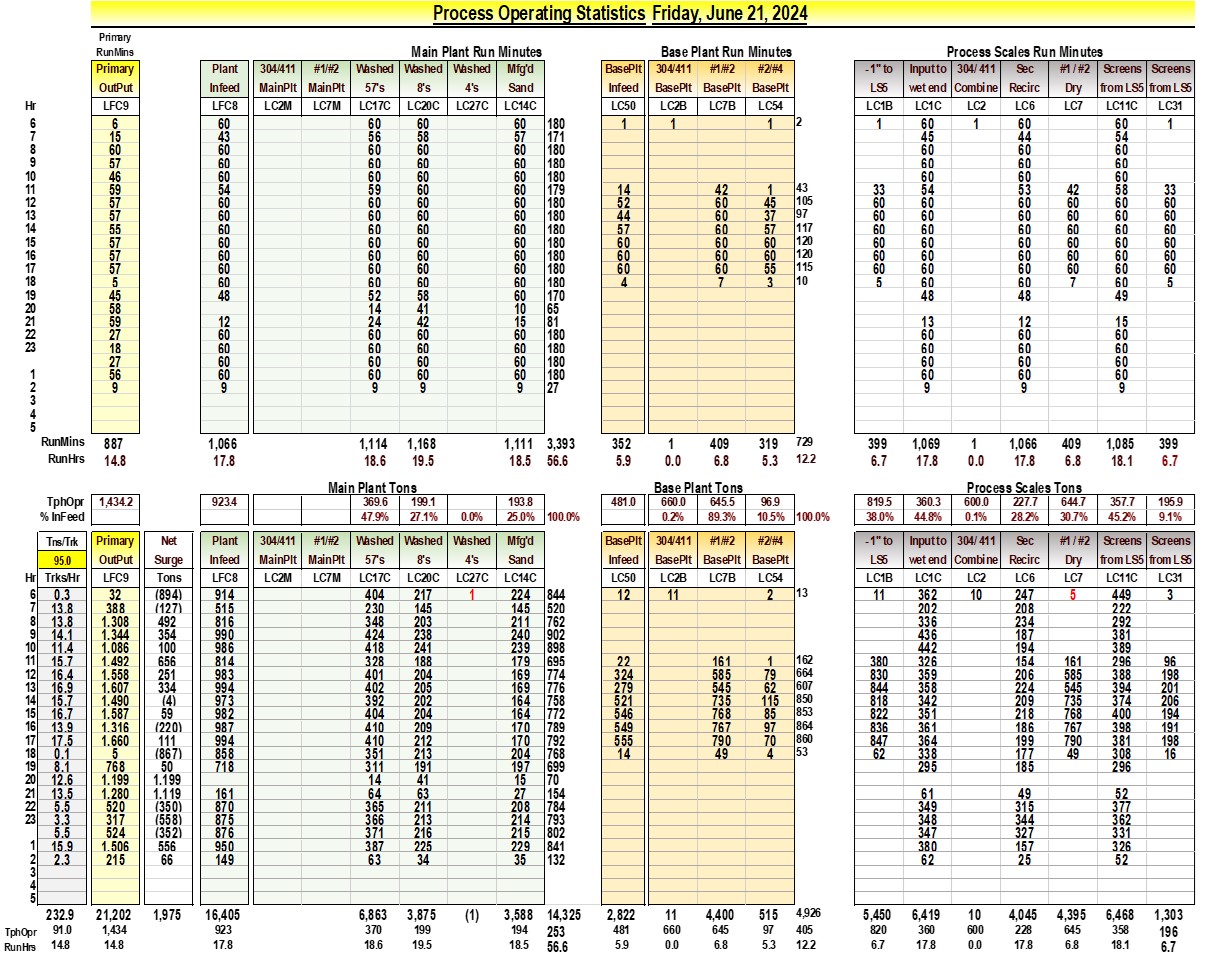 Process Operating Statistics Friday, June 21, 2024
Primary
RunMins Main Plant Run Minutes Base Plant Run Minutes Process Scales Run Minutes
Primary Plant 304/411 #1/#2 Washed Washed Washed Mfg'd BasePlt 304/411 #1/#2 #2/#4 -1" to Input to 304/ 411 Sec #1 / #2 Screens Screens
OutPut Infeed MainPlt MainPlt 57's 8's 4's Sand Infeed BasePlt BasePlt BasePlt LS5 wet end Combine Recirc Dry from LS5 from LS5
Hr LFC9 LFC8 LC2M LC7M LC17C LC20C LC27C LC14C LC50 LC2B LC7B LC54 LC1B LC1C LC2 LC6 LC7 LC11C LC31
6 6 60 60 60 60 180 1 1 1 2 1 60 1 60 60 1
7 15 43 56 58 57 171 45 44 54
8 60 60 60 60 60 180 60 60 60
9 57 60 60 60 60 180 60 60 60
10 46 60 60 60 60 180 60 60 60
11 59 54 59 60 60 179 14 42 1 43 33 54 53 42 58 33
12 57 60 60 60 60 180 52 60 45 105 60 60 60 60 60 60
13 57 60 60 60 60 180 44 60 37 97 60 60 60 60 60 60
14 55 60 60 60 60 180 57 60 57 117 60 60 60 60 60 60
15 57 60 60 60 60 180 60 60 60 120 60 60 60 60 60 60
16 57 60 60 60 60 180 60 60 60 120 60 60 60 60 60 60
17 57 60 60 60 60 180 60 60 55 115 60 60 60 60 60 60
18 5 60 60 60 60 180 4 7 3 10 5 60 60 7 60 5
19 45 48 52 58 60 170 48 48 49
20 58 14 41 10 65
21 59 12 24 42 15 81 13 12 15
22 27 60 60 60 60 180 60 60 60
23 18 60 60 60 60 180 60 60 60
27 60 60 60 60 180 60 60 60
1 56 60 60 60 60 180 60 60 60
2 9 9 9 9 9 27 9 9 9
3
4
5
RunMins 887 1,066 1,114 1,168 1,111 3,393 352 1 409 319 729 399 1,069 1 1,066 409 1,085 399
RunHrs 14.8 17.8 18.6 19.5 18.5 56.6 5.9 0.0 6.8 5.3 12.2 6.7 17.8 0.0 17.8 6.8 18.1 6.7
Main Plant Tons Base Plant Tons Process Scales Tons
TphOpr 1,434.2 923.4 369.6 199.1 193.8 481.0 660.0 645.5 96.9 819.5 360.3 600.0 227.7 644.7 357.7 195.9
% InFeed 47.9% 27.1% 0.0% 25.0% 100.0% 0.2% 89.3% 10.5% 100.0% 38.0% 44.8% 0.1% 28.2% 30.7% 45.2% 9.1%
Tns/Trk Primary Net Plant 304/411 #1/#2 Washed Washed Washed Mfg'd BasePlt 304/411 #1/#2 #2/#4 -1" to Input to 304/ 411 Sec #1 / #2 Screens Screens
95.0 OutPut Surge Infeed MainPlt MainPlt 57's 8's 4's Sand Infeed BasePlt BasePlt BasePlt LS5 wet end Combine Recirc Dry from LS5 from LS5
Hr Trks/Hr LFC9 Tons LFC8 LC2M LC7M LC17C LC20C LC27C LC14C LC50 LC2B LC7B LC54 LC1B LC1C LC2 LC6 LC7 LC11C LC31
6 0.3 32 (894) 914 404 217 1 224 844 12 11 2 13 11 362 10 247 5 449 3
7 13.8 388 (127) 515 230 145 145 520 202 208 222
8 13.8 1.308 492 816 348 203 211 762 336 234 292
9 14.1 1.344 354 990 424 238 240 902 436 187 381
10 11.4 1.086 100 986 418 241 239 898 442 194 389
11 15.7 1.492 656 814 328 188 179 695 22 161 1 162 380 326 154 161 296 96
12 16.4 1.558 251 983 401 204 169 774 324 585 79 664 830 359 206 585 388 198
13 16.9 1.607 334 994 402 205 169 776 279 545 62 607 844 358 224 545 394 201
14 15.7 1.490 (4) 973 392 202 164 758 521 735 115 850 818 342 209 735 374 206
15 16.7 1.587 59 982 404 204 164 772 546 768 85 853 822 351 218 768 400 194
16 13.9 1.316 (220) 987 410 209 170 789 549 767 97 864 836 361 186 767 398 191
17 17.5 1.660 111 994 410 212 170 792 555 790 70 860 847 364 199 790 381 198
18 0.1 5 (867) 858 351 213 204 768 14 49 4 53 62 338 177 49 308 16
19 8.1 768 50 718 311 191 197 699 295 185 296
20 12.6 1.199 1.199 14 41 15 70
21 13.5 1.280 1.119 161 64 63 27 154 61 49 52
22 5.5 520 (350) 870 365 211 208 784 349 315 377
23 3.3 317 (558) 875 366 213 214 793 348 344 362
5.5 524 (352) 876 371 216 215 802 347 327 331
1 15.9 1.506 556 950 387 225 229 841 380 157 326
2 2.3 215 66 149 63 34 35 132 62 25 52
3
4
5
232.9 21,202 1,975 16,405 6,863 3,875 (1) 3,588 14,325 2,822 11 4,400 515 4,926 5,450 6,419 10 4,045 4,395 6,468 1,303
TphOpr 91.0 1,434 923 370 199 194 253 481 660 645 97 405 820 360 600 228 645 358 196
RunHrs 14.8 14.8 17.8 18.6 19.5 18.5 56.6 5.9 0.0 6.8 5.3 12.2 6.7 17.8 0.0 17.8 6.8 18.1 6.7